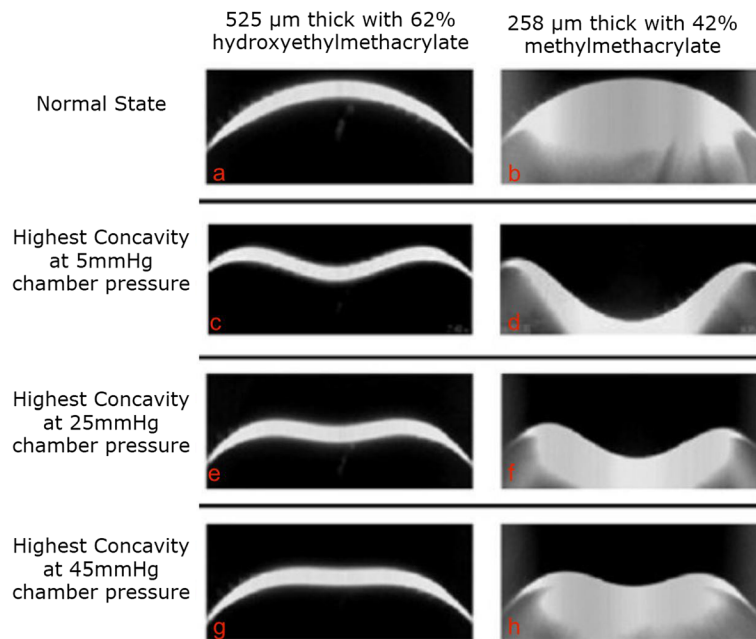 525 µm thick with 62%
hydroxyethylmethacrylate
258 µm thick with 42%
methylmethacrylate
Normal State
a
b
Highest Concavity
at 5mmHg
chamber pressure
c
d
Highest Concavity
at 25mmHg
chamber pressure
e
f
Highest Concavity
at 45mmHg
chamber pressure
g
h